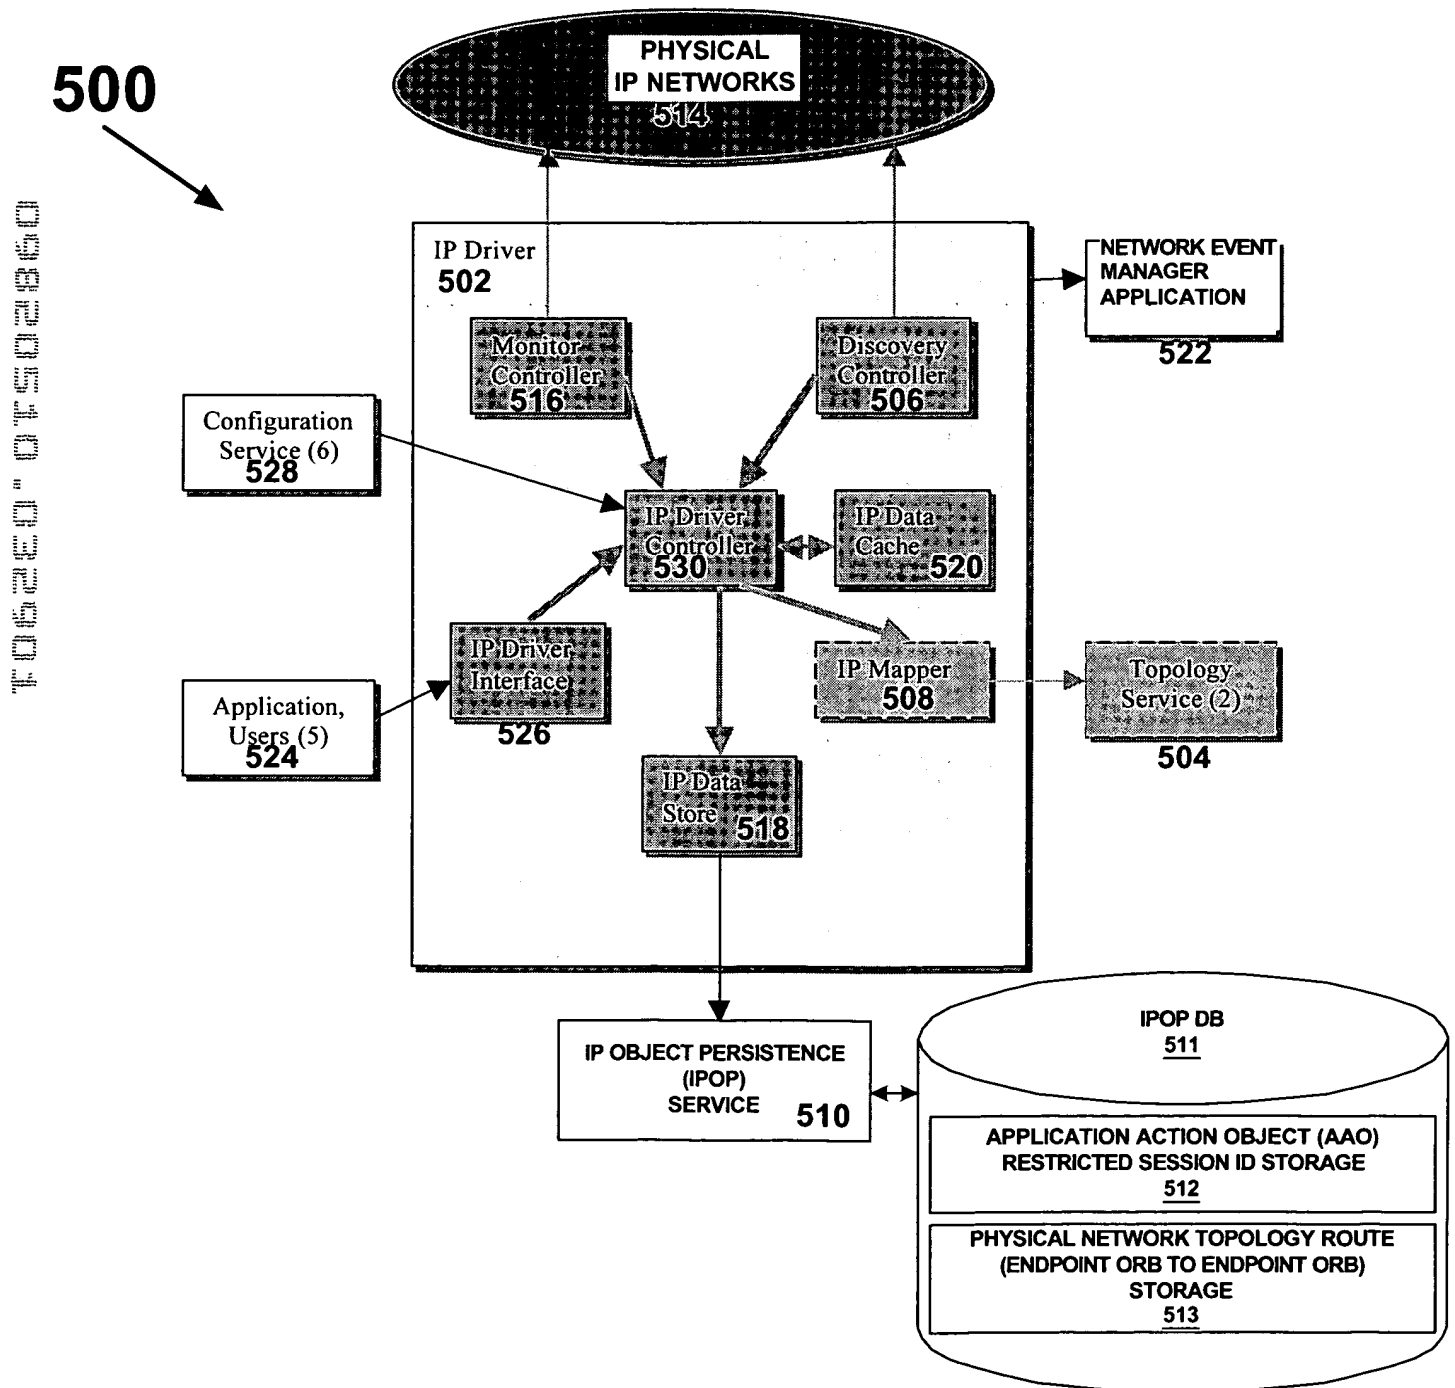 PHYSICAL
IP NETWORKS
514
500
IP Driver
502
NETWORK EVENT
MANAGER
APPLICATION
522
Monitor
Controller
516
Discovery
Controller
506
Configuration
Service (6)
528
IP Driver
Controller
530
IP Data
Cache
520
IP Driver
Interface
526
IP Mapper
508
Topology
Service (2)
504
Application,
Users (5)
524
IP Data
Store
518
IP OBJECT PERSISTENCE
(IPOP)
SERVICE
510
IPOP DB
511
APPLICATION ACTION OBJECT (AAO)
RESTRICTED SESSION ID STORAGE
512
PHYSICAL NETWORK TOPOLOGY ROUTE
(ENDPOINT ORB TO ENDPOINT ORB)
STORAGE
513